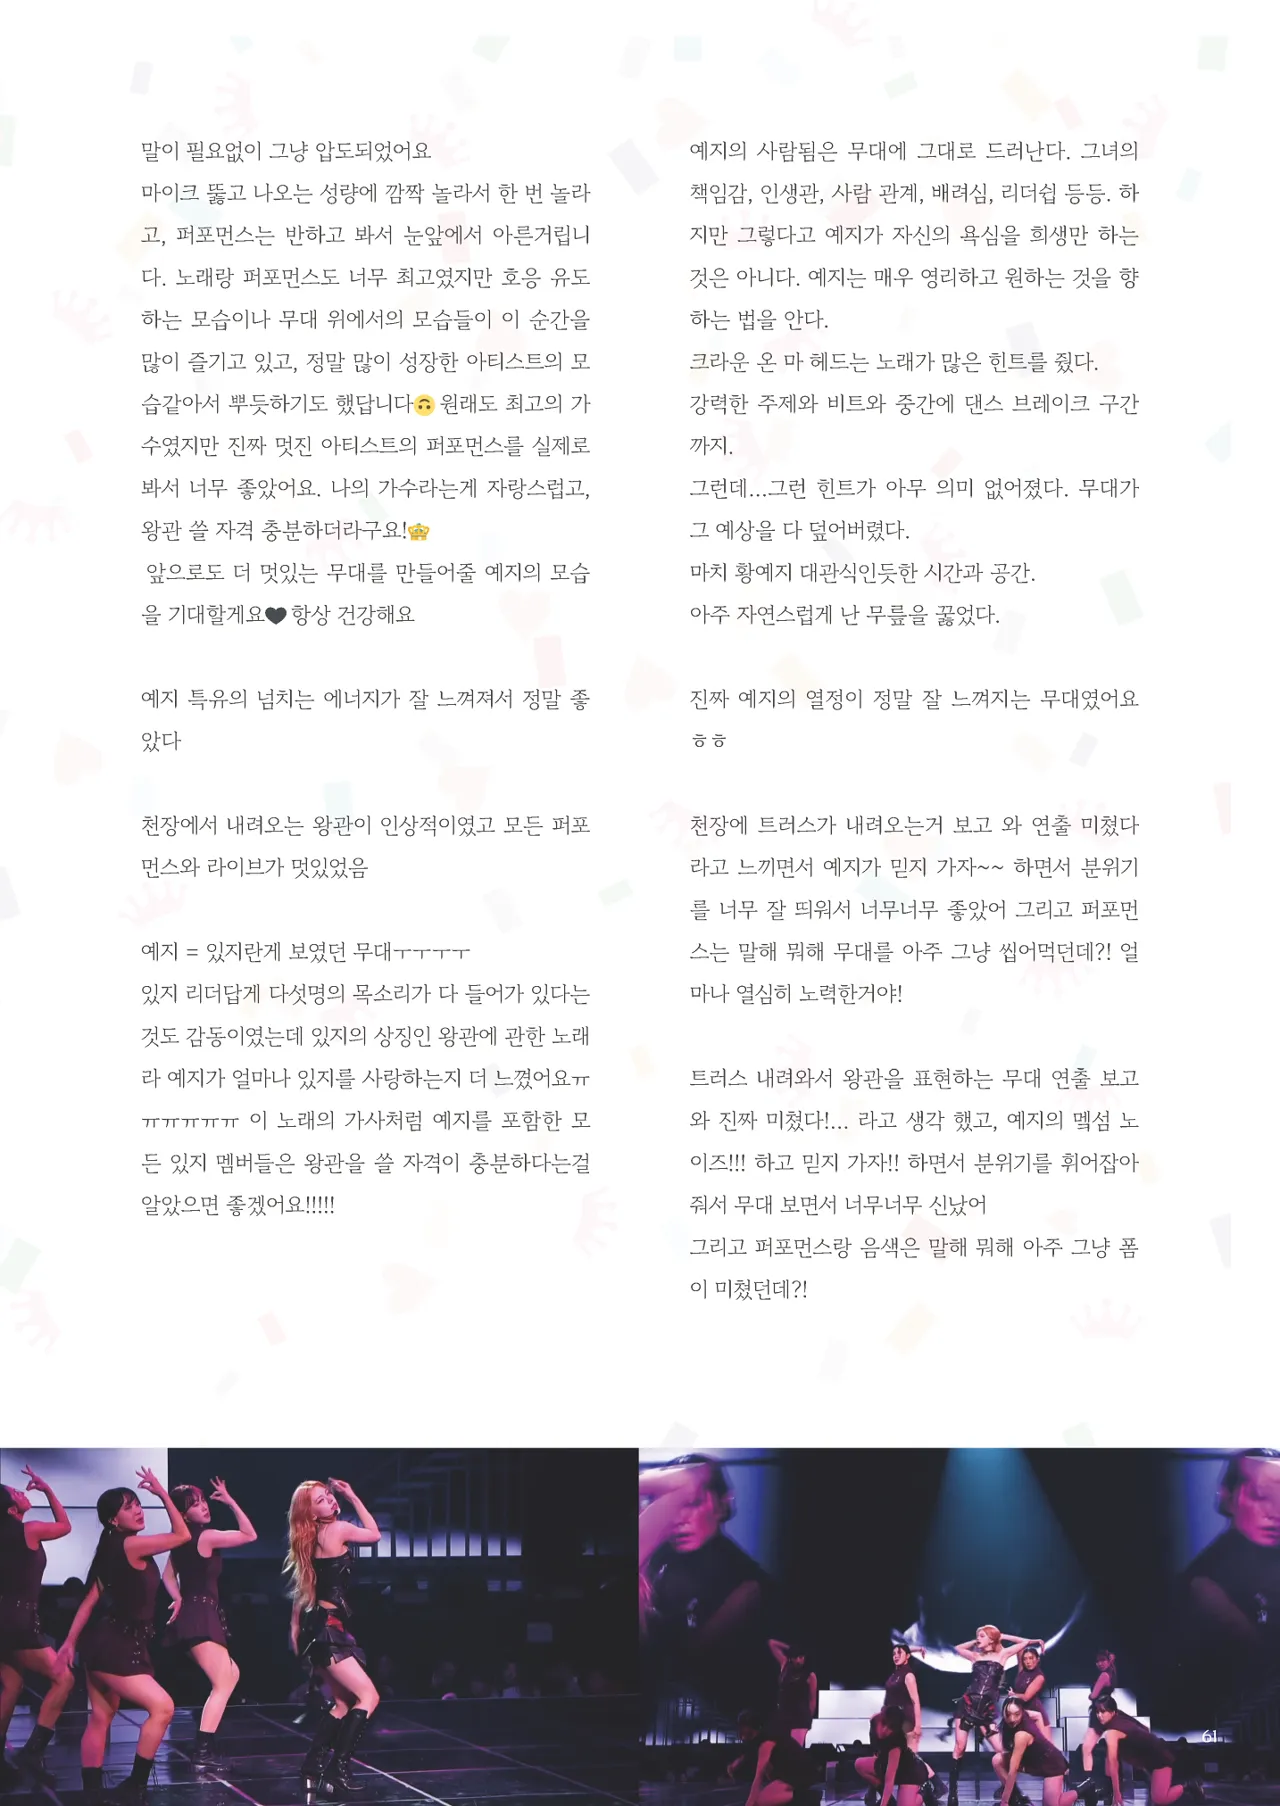 말이 필요없이 그냥 압도되었어요
마이크 뚫고 나오는 성량에 깜짝 놀라서 한 번 놀라
고, 퍼포먼스는 반하고 봐서 눈앞에서 아른거립니
다. 노래랑 퍼포먼스도 너무 최고였지만 호응 유도
하는 모습이나 무대 위에서의 모습들이 이 순간을
많이 즐기고 있고, 정말 많이 성장한 아티스트의 모
습같아서 뿌듯하기도 했답니다🙃 원래도 최고의 가
수였지만 진짜 멋진 아티스트의 퍼포먼스를 실제로
봐서 너무 좋았어요. 나의 가수라는게 자랑스럽고,
왕관 쓸 자격 충분하더라구요!👑
앞으로도 더 멋있는 무대를 만들어줄 예지의 모습
을 기대할게요🖤 항상 건강해요
예지 특유의 넘치는 에너지가 잘 느껴져서 정말 좋
았다
천장에서 내려오는 왕관이 인상적이였고 모든 퍼포
먼스와 라이브가 멋있었음
예지 = 있지란게 보였던 무대ㅜㅜㅜㅜ
있지 리더답게 다섯명의 목소리가 다 들어가 있다는
것도 감동이였는데 있지의 상징인 왕관에 관한 노래
라 예지가 얼마나 있지를 사랑하는지 더 느꼈어요ㅠ
ㅠㅠㅠㅠㅠ 이 노래의 가사처럼 예지를 포함한 모
든 있지 멤버들은 왕관을 쓸 자격이 충분하다는걸
알았으면 좋겠어요!!!!!
예지의 사람됨은 무대에 그대로 드러난다. 그녀의
책임감, 인생관, 사람 관계, 배려심, 리더쉽 등등. 하
지만 그렇다고 예지가 자신의 욕심을 희생만 하는
것은 아니다. 예지는 매우 영리하고 원하는 것을 향
하는 법을 안다.
크라운 온 마 헤드는 노래가 많은 힌트를 줬다.
강력한 주제와 비트와 중간에 댄스 브레이크 구간
까지.
그런데...그런 힌트가 아무 의미 없어졌다. 무대가
그 예상을 다 덮어버렸다.
마치 황예지 대관식인듯한 시간과 공간.
아주 자연스럽게 난 무릎을 꿇었다.
진짜 예지의 열정이 정말 잘 느껴지는 무대였어요
ㅎㅎ
천장에 트러스가 내려오는거 보고 와 연출 미쳤다
라고 느끼면서 예지가 믿지 가자~~ 하면서 분위기
를 너무 잘 띄워서 너무너무 좋았어 그리고 퍼포먼
스는 말해 뭐해 무대를 아주 그냥 씹어먹던데?! 얼
마나 열심히 노력한거야!
트러스 내려와서 왕관을 표현하는 무대 연출 보고
와 진짜 미쳤다!... 라고 생각 했고, 예지의 멬섬 노
이즈!!! 하고 믿지 가자!! 하면서 분위기를 휘어잡아
줘서 무대 보면서 너무너무 신났어
그리고 퍼포먼스랑 음색은 말해 뭐해 아주 그냥 폼
이 미쳤던데?!
61